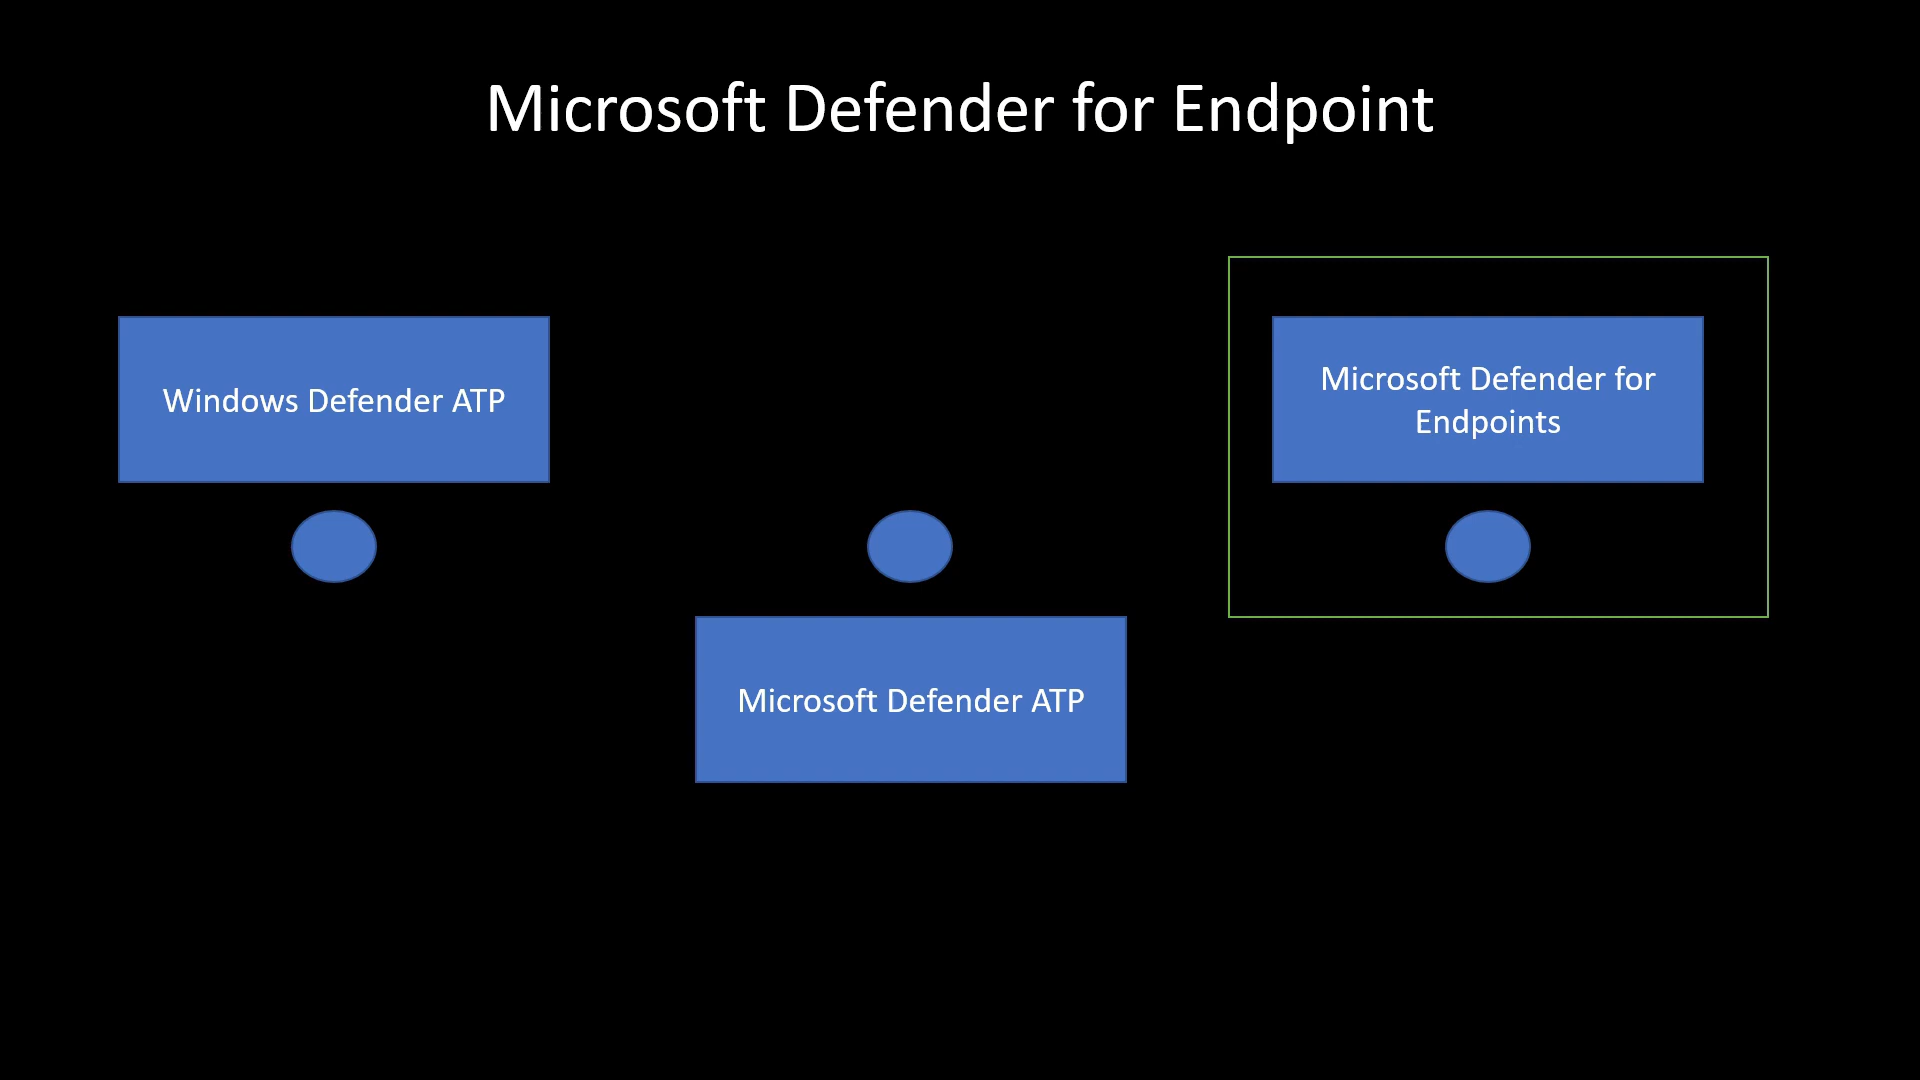 Microsoft Defender for Endpoint
Windows Defender ATP
Microsoft Defender ATP
Microsoft Defender for
Endpoints